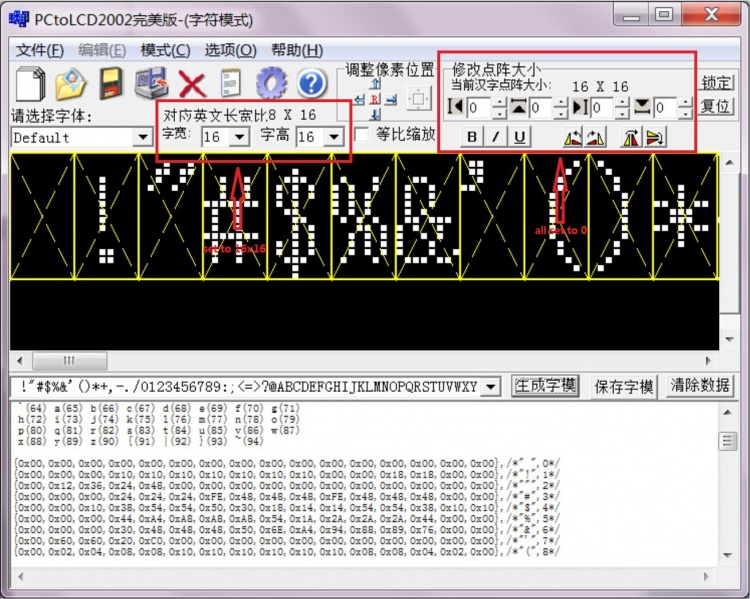 PCtoLCD2002完美版-(字符模式)
文件(F) 编辑(E) 模式(C) 选项(O) 帮助(H)
请选择字体:
Default
对应英文长宽比8 X 16
字宽: 16 字高 16
调整像素位置
等比缩放
修改点阵大小
当前汉字点阵大小: 16 X 16
0 0 0 0
B I U
锁定
复位
! " # $ % & ' ( ) *
set to 16x16
all set to 0
!"#$%&'()*+,-./0123456789:;<=>?@ABCDEFGHIJKLMNOPQRSTUVWXY
生成字模 保存字模 清除数据
`(64) a(65) b(66) c(67) d(68) e(69) f(70) g(71)
h(72) i(73) j(74) k(75) l(76) m(77) n(78) o(79)
p(80) q(81) r(82) s(83) t(84) u(85) v(86) w(87)
x(88) y(89) z(90) {(91) |(92) }(93) ~(94)
{0x00,0x00,0x00,0x00,0x00,0x00,0x00,0x00,0x00,0x00,0x00,0x00,0x00,0x00,0x00,0x00},/*" ",0*/
{0x00,0x00,0x00,0x10,0x10,0x10,0x10,0x10,0x10,0x10,0x00,0x00,0x18,0x18,0x00,0x00},/*"!",1*/
{0x00,0x12,0x36,0x24,0x48,0x00,0x00,0x00,0x00,0x00,0x00,0x00,0x00,0x00,0x00,0x00},/*""",2*/
{0x00,0x00,0x00,0x24,0x24,0x24,0xFE,0x48,0x48,0x48,0xFE,0x48,0x48,0x48,0x00,0x00},/*"#",3*/
{0x00,0x00,0x10,0x38,0x54,0x54,0x50,0x30,0x18,0x14,0x14,0x54,0x54,0x38,0x10,0x10},/*"$",4*/
{0x00,0x00,0x00,0x44,0xA4,0xA8,0xA8,0xA8,0x54,0x1A,0x2A,0x2A,0x2A,0x44,0x00,0x00},/*"%",5*/
{0x00,0x00,0x00,0x30,0x48,0x48,0x48,0x50,0x6E,0xA4,0x94,0x88,0x89,0x76,0x00,0x00},/*"&",6*/
{0x00,0x60,0x60,0x20,0xC0,0x00,0x00,0x00,0x00,0x00,0x00,0x00,0x00,0x00,0x00,0x00},/*"'",7*/
{0x00,0x02,0x04,0x08,0x08,0x10,0x10,0x10,0x10,0x10,0x10,0x08,0x08,0x04,0x02,0x00},/*"(",8*/